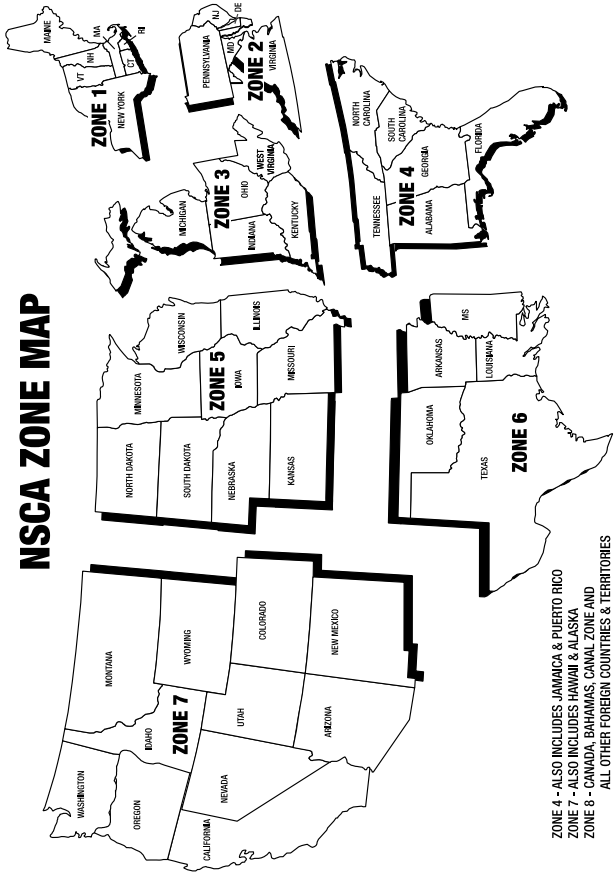 NSCA ZONE MAP
WASHINGTON
OREGON
CALIFORNIA
NEVADA
IDAHO
ZONE 7
MONTANA
WYOMING
UTAH
ARIZONA
COLORADO
NEW MEXICO
NORTH DAKOTA
SOUTH DAKOTA
NEBRASKA
KANSAS
MINNESOTA
ZONE 5
IOWA
MISSOURI
WISCONSIN
ILLINOIS
TEXAS
OKLAHOMA
ZONE 6
ARKANSAS
LOUISIANA
MS
MICHIGAN
ZONE 3
INDIANA
OHIO
KENTUCKY
WEST
VIRGINIA
TENNESSEE
ZONE 4
ALABAMA
GEORGIA
FLORIDA
NORTH
CAROLINA
SOUTH
CAROLINA
PENNSYLVANIA
NJ
DE
MD
ZONE 2
VIRGINIA
MAINE
VT
NH
MA
RI
CT
NEW YORK
ZONE 1
ZONE 4 - ALSO INCLUDES JAMAICA & PUERTO RICO
ZONE 7 - ALSO INCLUDES HAWAII & ALASKA
ZONE 8 - CANADA, BAHAMAS, CANAL ZONE AND
ALL OTHER FOREIGN COUNTRIES & TERRITORIES